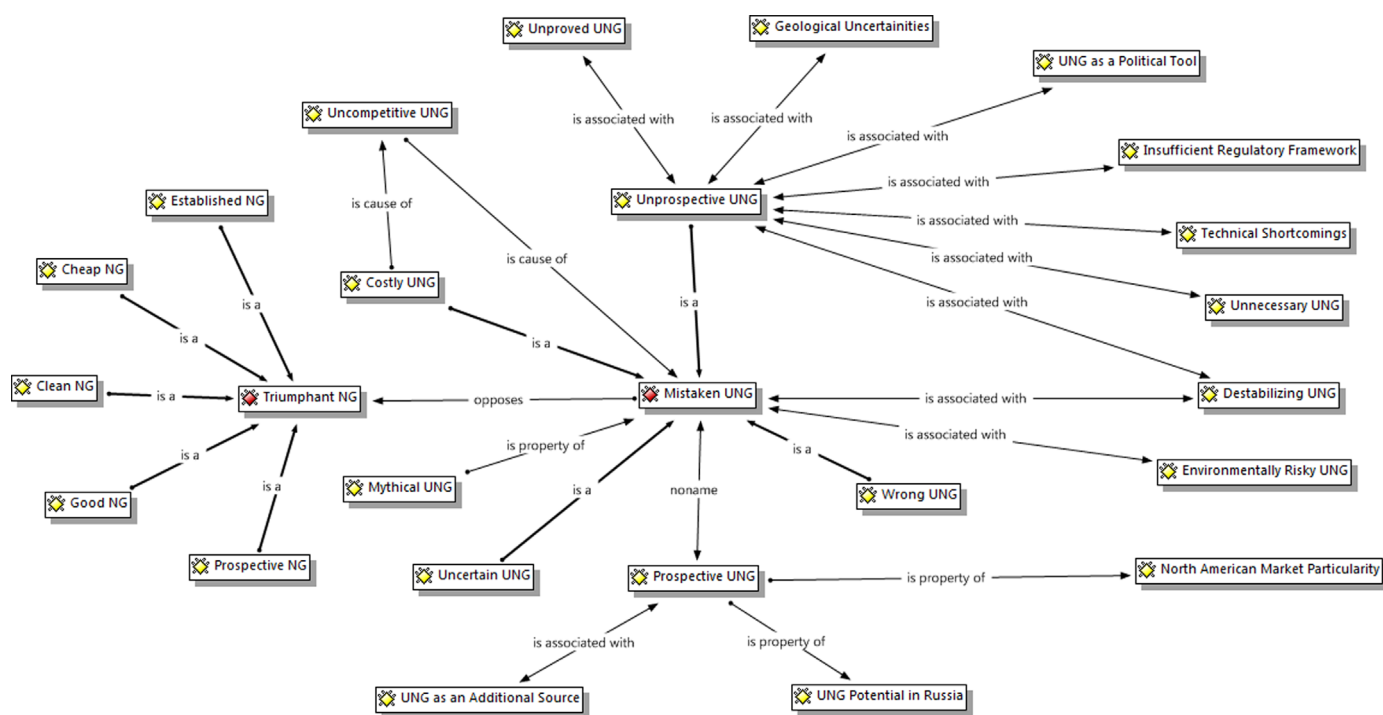 Unproved UNG
Geological Uncertainities
UNG as a Political Tool
Uncompetitive UNG
is associated with
is associated with
is associated with
Insufficient Regulatory Framework
is associated with
Established NG
is cause of
Unprospective UNG
is associated with
Technical Shortcomings
is cause of
is associated with
Cheap NG
Costly UNG
is a
is a
is associated with
Unnecessary UNG
is a
is a
Clean NG
is a
Triumphant NG
opposes
Mistaken UNG
is associated with
Destabilizing UNG
is a
is property of
is a
is associated with
Environmentally Risky UNG
Good NG
is a
Mythical UNG
is a
noname
Wrong UNG
Prospective NG
Uncertain UNG
Prospective UNG
is property of
North American Market Particularity
is associated with
is property of
UNG as an Additional Source
UNG Potential in Russia